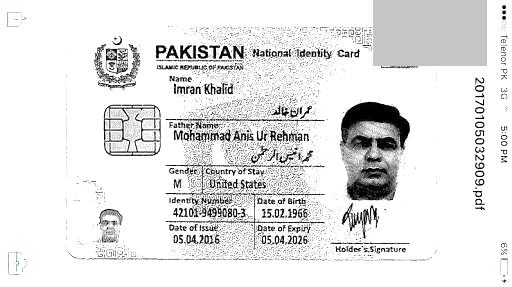 PAKISTAN National Identity Card
ISLAMIC REPUBLIC OF PAKISTAN
Name
Imran Khalid
عمران خالد
Father Name
Mohammad Anis Ur Rehman
محمد انیس الرحمٰن
Gender Country of Stay
M United States
Identity Number Date of Birth
42101-9499080-3 15.02.1966
Date of Issue Date of Expiry
05.04.2016 05.04.2026
Holder's Signature
Telenor PK 3G 5:00 PM 6%
20170105032909.pdf